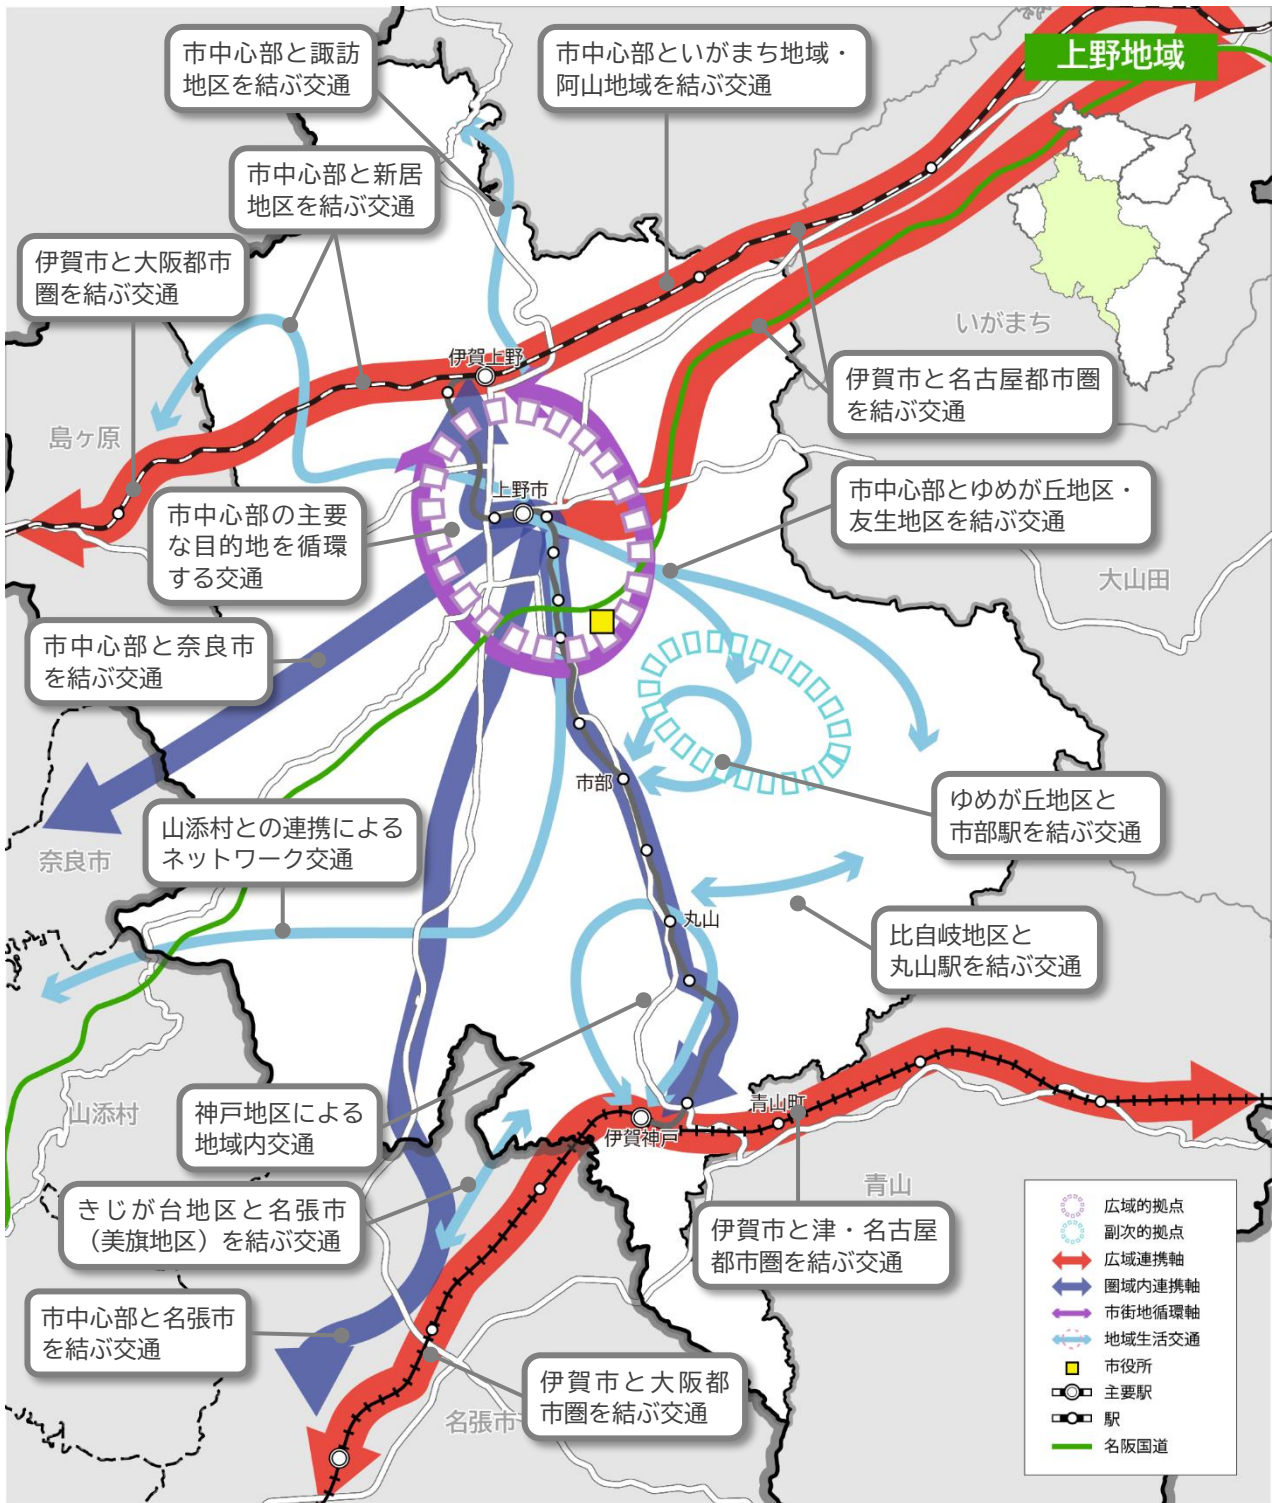 上野地域
市中心部と諏訪
地区を結ぶ交通
市中心部といがまち地域・
阿山地域を結ぶ交通
市中心部と新居
地区を結ぶ交通
伊賀市と大阪都市
圏を結ぶ交通
いがまち
伊賀上野
伊賀市と名古屋都市圏
を結ぶ交通
島ヶ原
上野市
市中心部の主要
な目的地を循環
する交通
市中心部とゆめが丘地区・
友生地区を結ぶ交通
大山田
市中心部と奈良市
を結ぶ交通
市部
ゆめが丘地区と
市部駅を結ぶ交通
山添村との連携による
ネットワーク交通
奈良市
丸山
比自岐地区と
丸山駅を結ぶ交通
山添村
神戸地区による
地域内交通
青山町
伊賀神戸
青山
きじが台地区と名張市
（美旗地区）を結ぶ交通
伊賀市と津・名古屋
都市圏を結ぶ交通
市中心部と名張市
を結ぶ交通
伊賀市と大阪都
市圏を結ぶ交通
名張市
広域的拠点
副次的拠点
広域連携軸
圏域内連携軸
市街地循環軸
地域生活交通
市役所
主要駅
駅
名阪国道